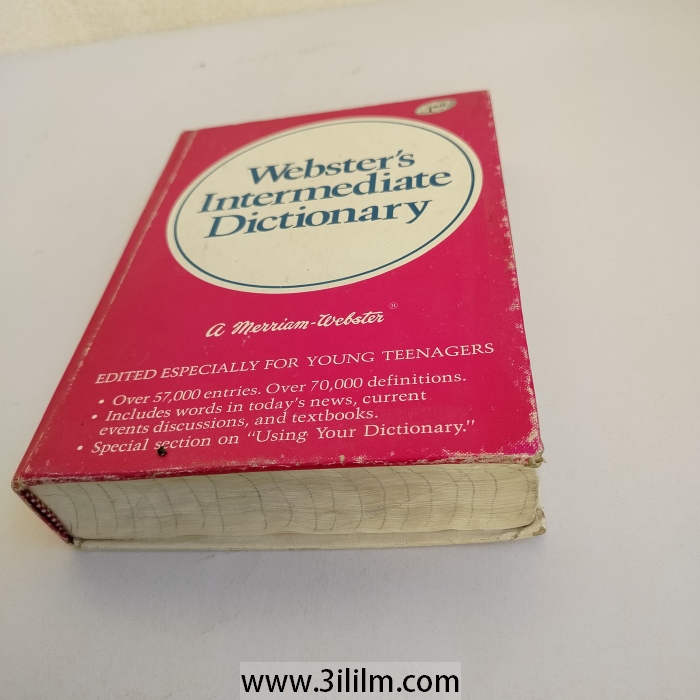 Webster's
Intermediate
Dictionary
A Merriam-Webster®
EDITED ESPECIALLY FOR YOUNG TEENAGERS
• Over 57,000 entries. Over 70,000 definitions.
• Includes words in today's news, current
events discussions, and textbooks.
• Special section on "Using Your Dictionary."
www.3ililm.com